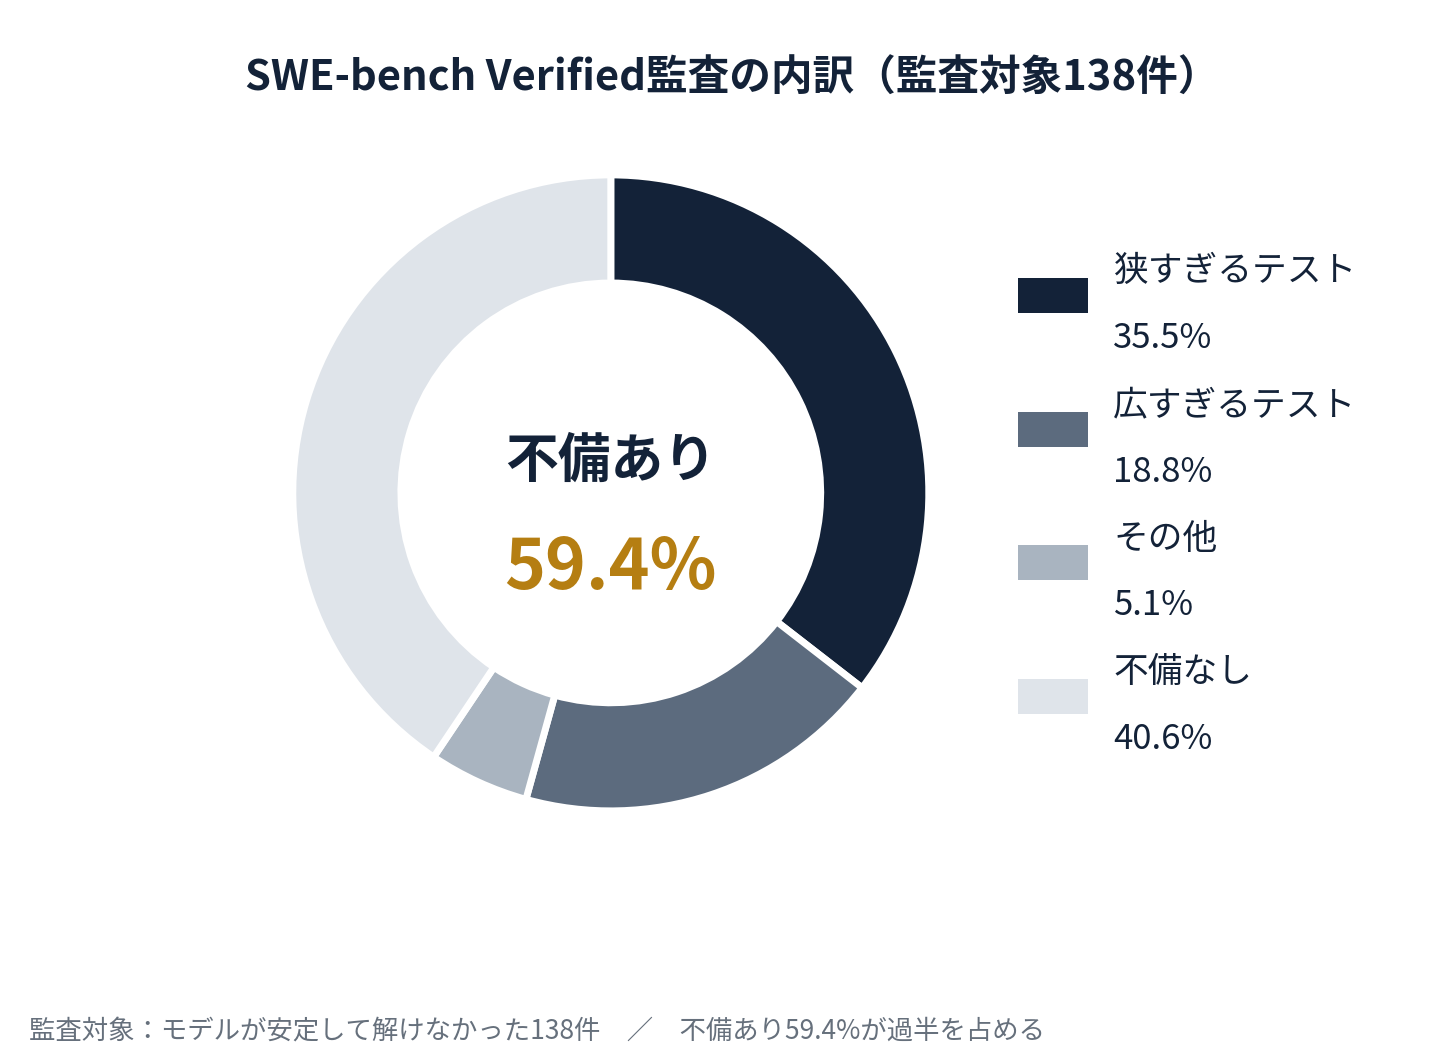 SWE-bench Verified監査の内訳（監査対象138件）
不備あり
59.4%
狭すぎるテスト
35.5%
広すぎるテスト
18.8%
その他
5.1%
不備なし
40.6%
監査対象：モデルが安定して解けなかった138件　／　不備あり59.4%が過半を占める